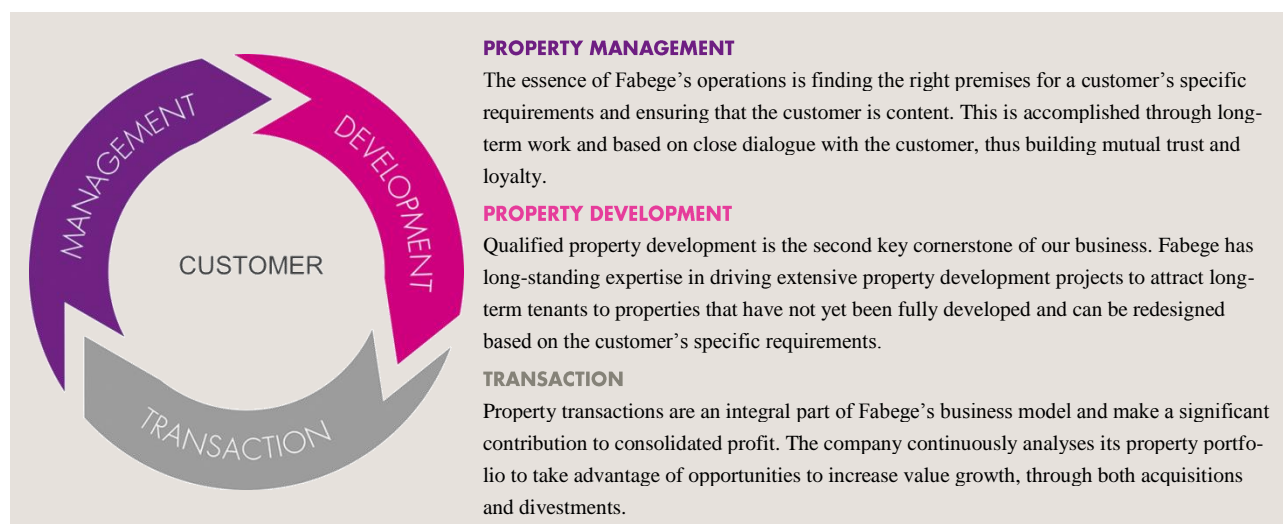 MANAGEMENT
DEVELOPMENT
CUSTOMER
TRANSACTION
PROPERTY MANAGEMENT
The essence of Fabege’s operations is finding the right premises for a customer’s specific
requirements and ensuring that the customer is content. This is accomplished through long-
term work and based on close dialogue with the customer, thus building mutual trust and
loyalty.
PROPERTY DEVELOPMENT
Qualified property development is the second key cornerstone of our business. Fabege has
long-standing expertise in driving extensive property development projects to attract long-
term tenants to properties that have not yet been fully developed and can be redesigned
based on the customer’s specific requirements.
TRANSACTION
Property transactions are an integral part of Fabege’s business model and make a significant
contribution to consolidated profit. The company continuously analyses its property portfo-
lio to take advantage of opportunities to increase value growth, through both acquisitions
and divestments.